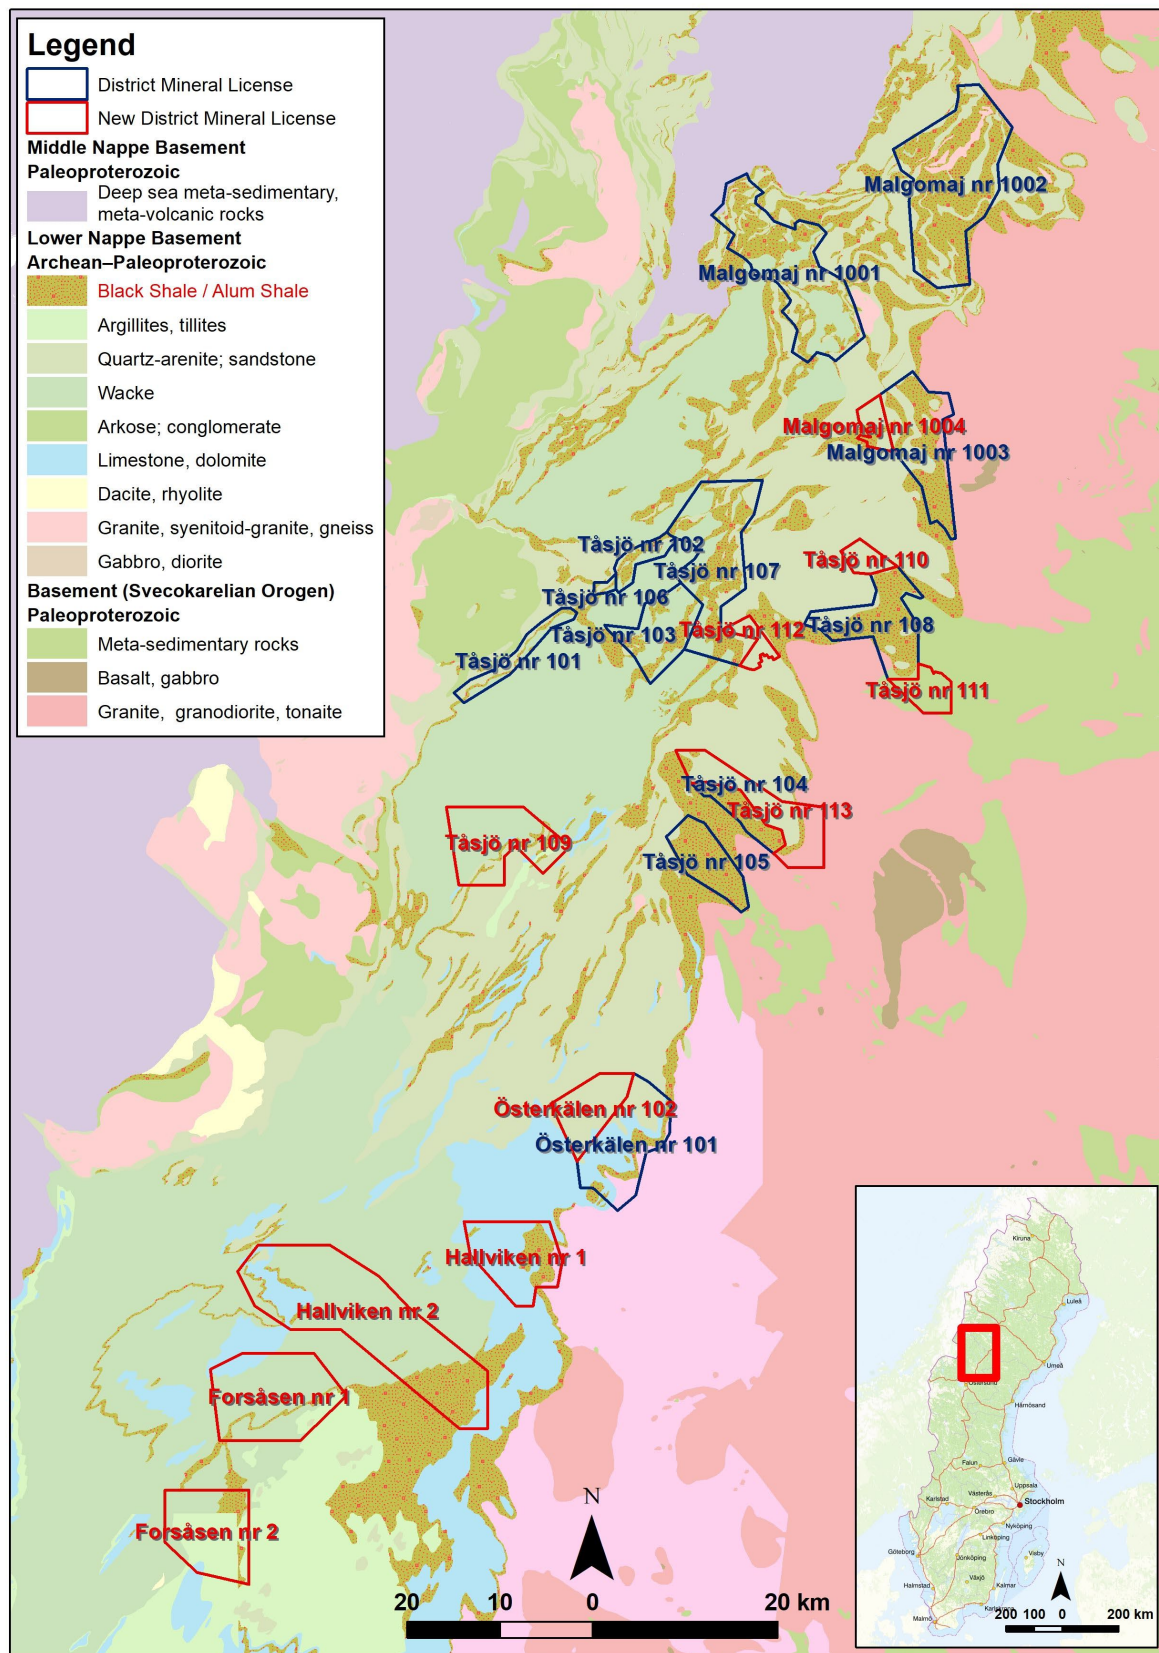 Legend
District Mineral License
New District Mineral License
Middle Nappe Basement
Paleoproterozoic
Deep sea meta-sedimentary,
meta-volcanic rocks
Lower Nappe Basement
Archean–Paleoproterozoic
Black Shale / Alum Shale
Argillites, tillites
Quartz-arenite; sandstone
Wacke
Arkose; conglomerate
Limestone, dolomite
Dacite, rhyolite
Granite, syenitoid-granite, gneiss
Gabbro, diorite
Basement (Svecokarelian Orogen)
Paleoproterozoic
Meta-sedimentary rocks
Basalt, gabbro
Granite, granodiorite, tonaite
Malgomaj nr 1002
Malgomaj nr 1001
Malgomaj nr 1004
Malgomaj nr 1003
Tåsjö nr 102
Tåsjö nr 110
Tåsjö nr 107
Tåsjö nr 106
Tåsjö nr 103
Tåsjö nr 112
Tåsjö nr 108
Tåsjö nr 101
Tåsjö nr 111
Tåsjö nr 104
Tåsjö nr 113
Tåsjö nr 109
Tåsjö nr 105
Österkälen nr 102
Österkälen nr 101
Hallviken nr 1
Hallviken nr 2
Forsåsen nr 1
Forsåsen nr 2
N
20 10 0 20 km
Kiruna
Luleå
Umeå
Östersund
Härnösand
Falun
Gävle
Uppsala
Västerås
Karlstad
Stockholm
Örebro
Nyköping
Linköping
Göteborg
Jönköping
Visby
Växjö
Halmstad
Kalmar
Karlskrona
Malmö
N
200 100 0 200 km